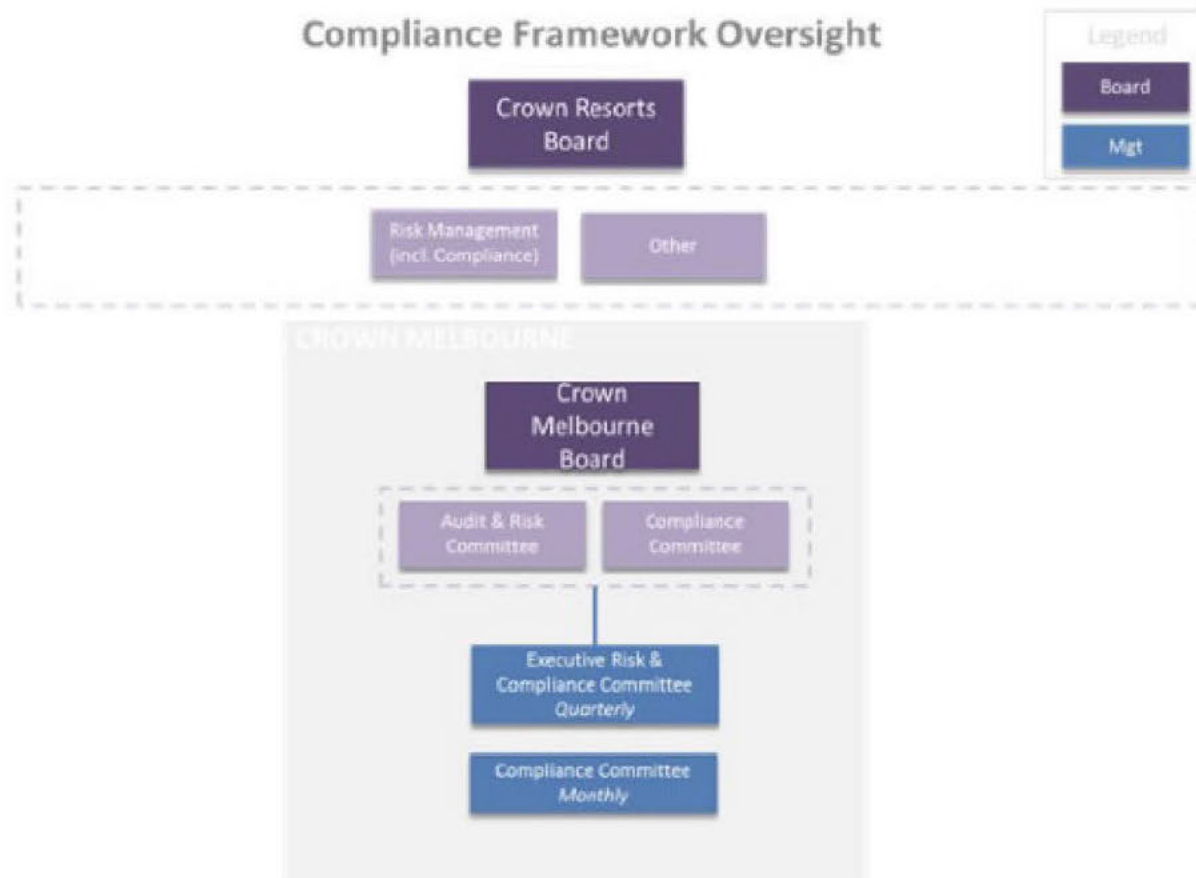 Compliance Framework Oversight
Legend
Board
Mgt
Crown Resorts
Board
Risk Management
(incl. Compliance)
Other
CROWN MELBOURNE
Crown
Melbourne
Board
Audit & Risk
Committee
Compliance
Committee
Executive Risk &
Compliance Committee
Quarterly
Compliance Committee
Monthly